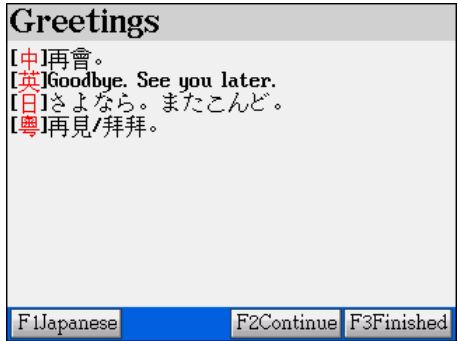 Greetings
[中]再會。
[英]Goodbye. See you later.
[日]さよなら。またこんど。
[粵]再見/拜拜。
F1Japanese F2Continue F3Finished